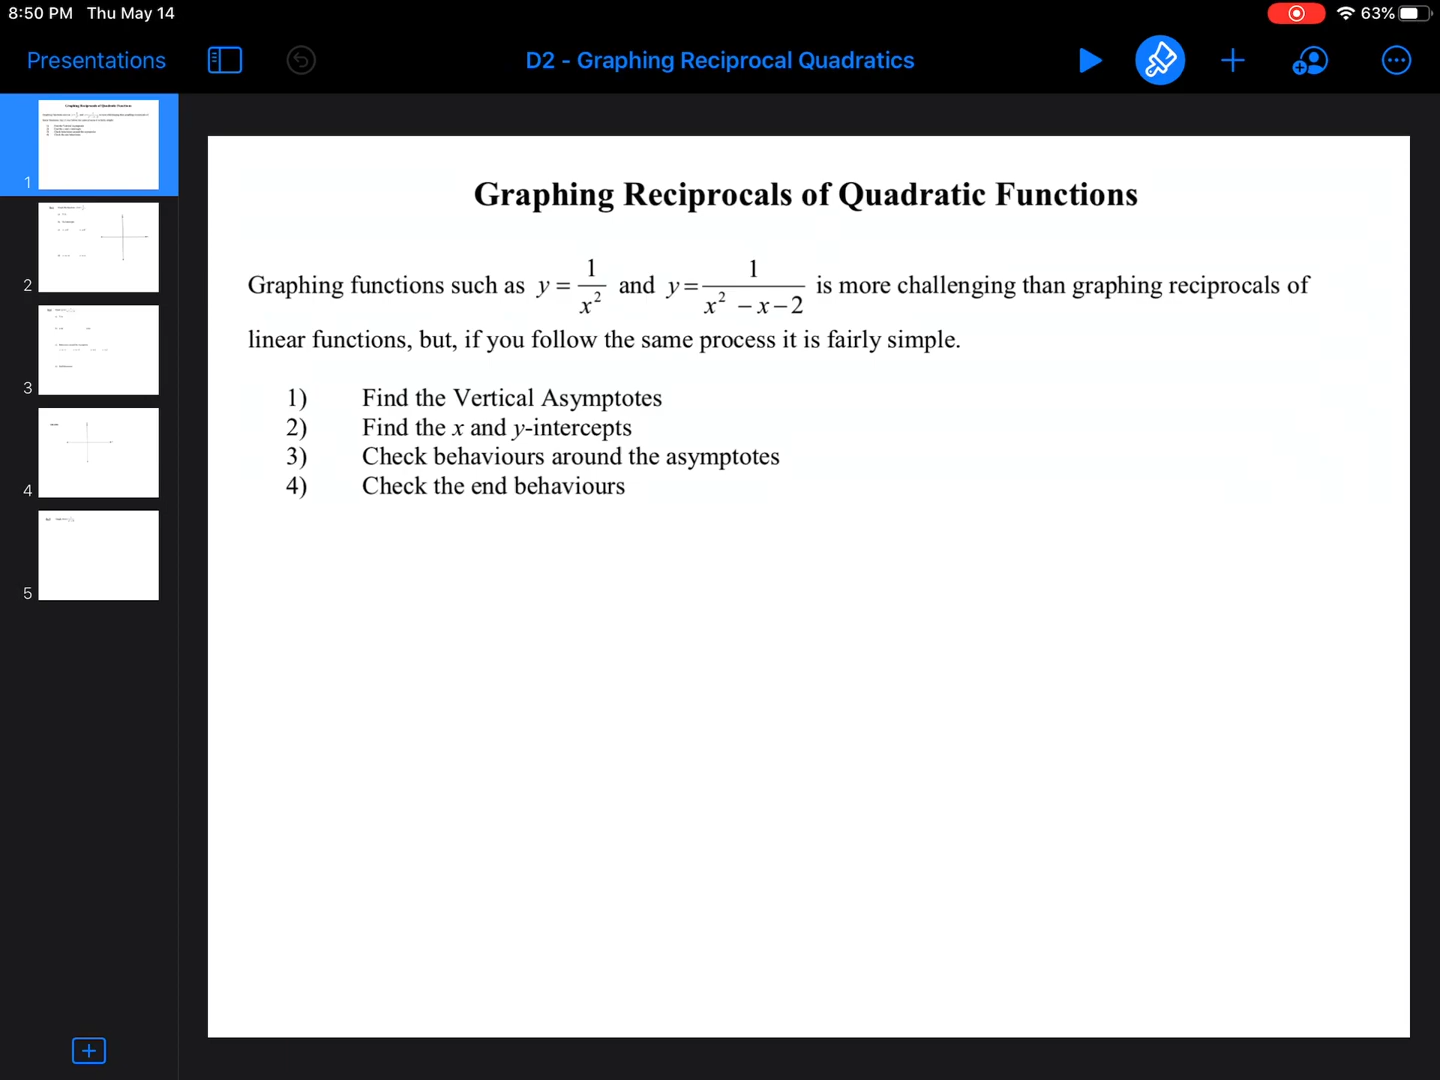 8:50 PM Thu May 14
63%
Presentations
D2 - Graphing Reciprocal Quadratics
1
2
3
4
5
Graphing Reciprocals of Quadratic Functions
Graphing functions such as y = 1/x² and y = 1/(x² − x − 2) is more challenging than graphing reciprocals of
linear functions, but, if you follow the same process it is fairly simple.
1) Find the Vertical Asymptotes
2) Find the x and y-intercepts
3) Check behaviours around the asymptotes
4) Check the end behaviours